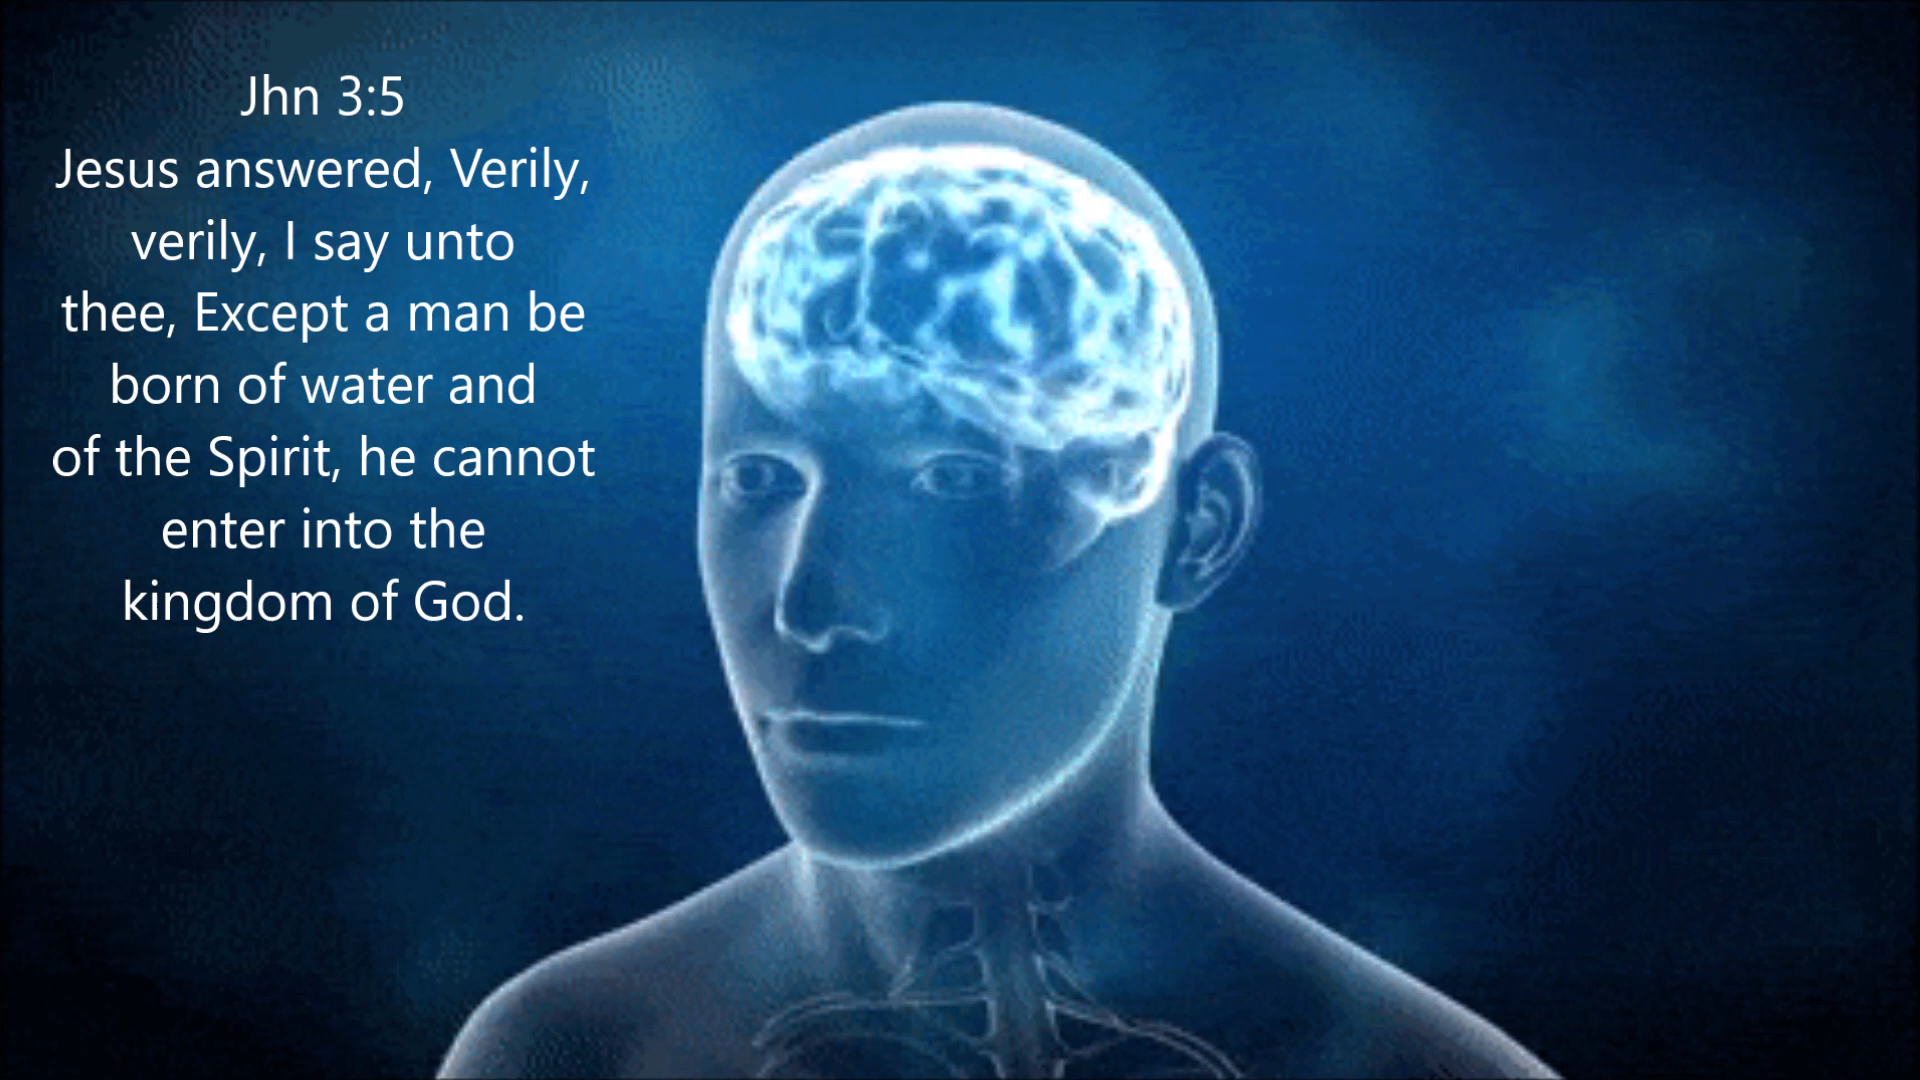 Jhn 3:5
Jesus answered, Verily,
verily, I say unto
thee, Except a man be
born of water and
of the Spirit, he cannot
enter into the
kingdom of God.